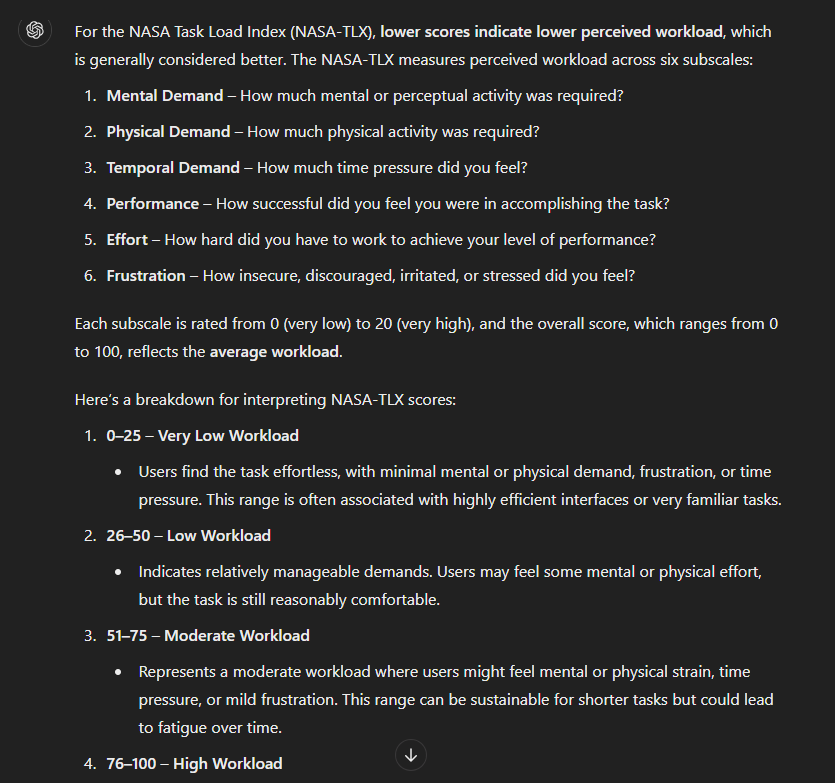 For the NASA Task Load Index (NASA-TLX), lower scores indicate lower perceived workload, which
is generally considered better. The NASA-TLX measures perceived workload across six subscales:
1. Mental Demand – How much mental or perceptual activity was required?
2. Physical Demand – How much physical activity was required?
3. Temporal Demand – How much time pressure did you feel?
4. Performance – How successful did you feel you were in accomplishing the task?
5. Effort – How hard did you have to work to achieve your level of performance?
6. Frustration – How insecure, discouraged, irritated, or stressed did you feel?
Each subscale is rated from 0 (very low) to 20 (very high), and the overall score, which ranges from 0
to 100, reflects the average workload.
Here's a breakdown for interpreting NASA-TLX scores:
1. 0–25 – Very Low Workload
• Users find the task effortless, with minimal mental or physical demand, frustration, or time
pressure. This range is often associated with highly efficient interfaces or very familiar tasks.
2. 26–50 – Low Workload
• Indicates relatively manageable demands. Users may feel some mental or physical effort,
but the task is still reasonably comfortable.
3. 51–75 – Moderate Workload
• Represents a moderate workload where users might feel mental or physical strain, time
pressure, or mild frustration. This range can be sustainable for shorter tasks but could lead
to fatigue over time.
4. 76–100 – High Workload